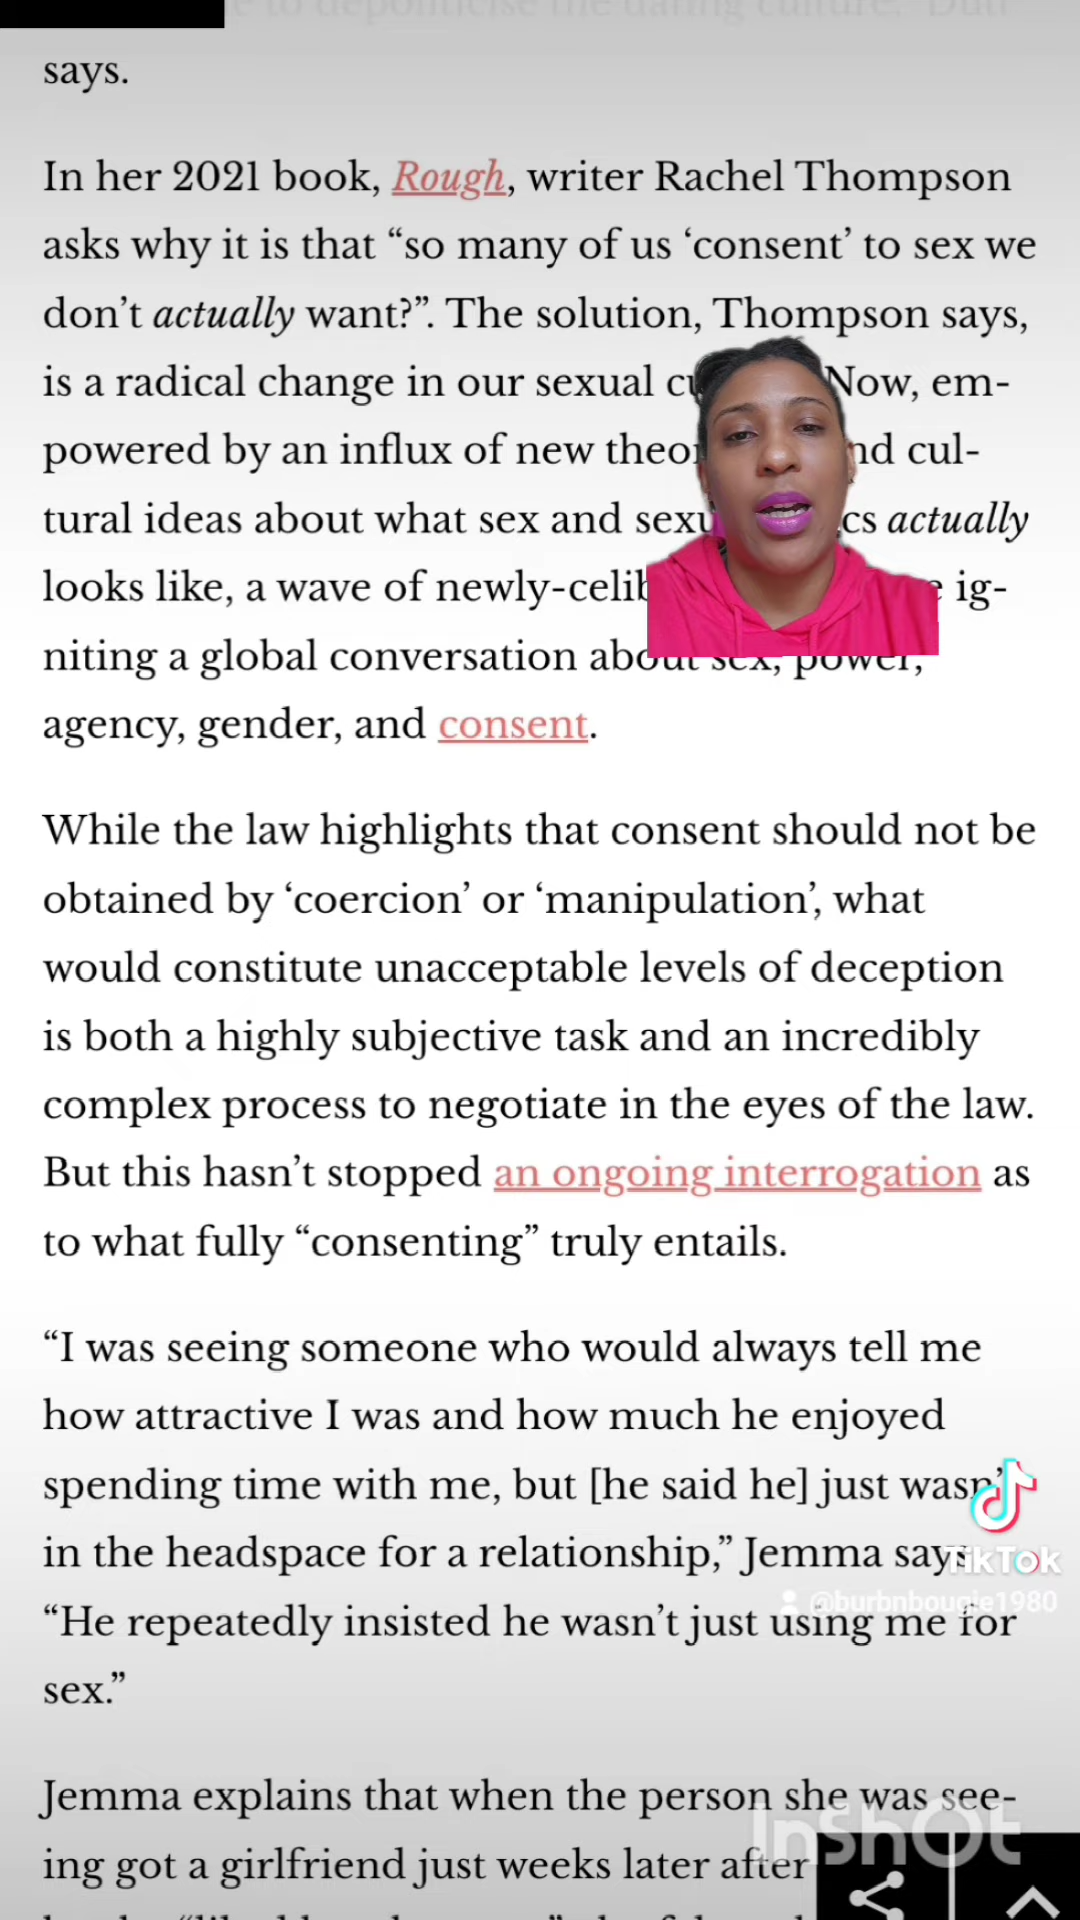 says.
In her 2021 book, Rough, writer Rachel Thompson
asks why it is that “so many of us ‘consent’ to sex we
don’t actually want?”. The solution, Thompson says,
is a radical change in our sexual Now, em-
powered by an influx of new cul-
tural ideas about what sex and actually
looks like, a wave of ig-
niting a global conversation about sex, power,
agency, gender, and consent.
While the law highlights that consent should not be
obtained by ‘coercion’ or ‘manipulation’, what
would constitute unacceptable levels of deception
is both a highly subjective task and an incredibly
complex process to negotiate in the eyes of the law.
But this hasn’t stopped an ongoing interrogation as
to what fully “consenting” truly entails.
“I was seeing someone who would always tell me
how attractive I was and how much he enjoyed
spending time with me, but [he said he] just wasn’t
in the headspace for a relationship,” Jemma says.
TikTok
@burbnbougie1980
“He repeatedly insisted he wasn’t just using me for
sex.”
Jemma explains that when the person she was see-
InShOt
ing got a girlfriend just weeks later after